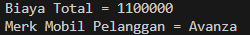 Biaya Total = 1100000
Merk Mobil Pelanggan = Avanza